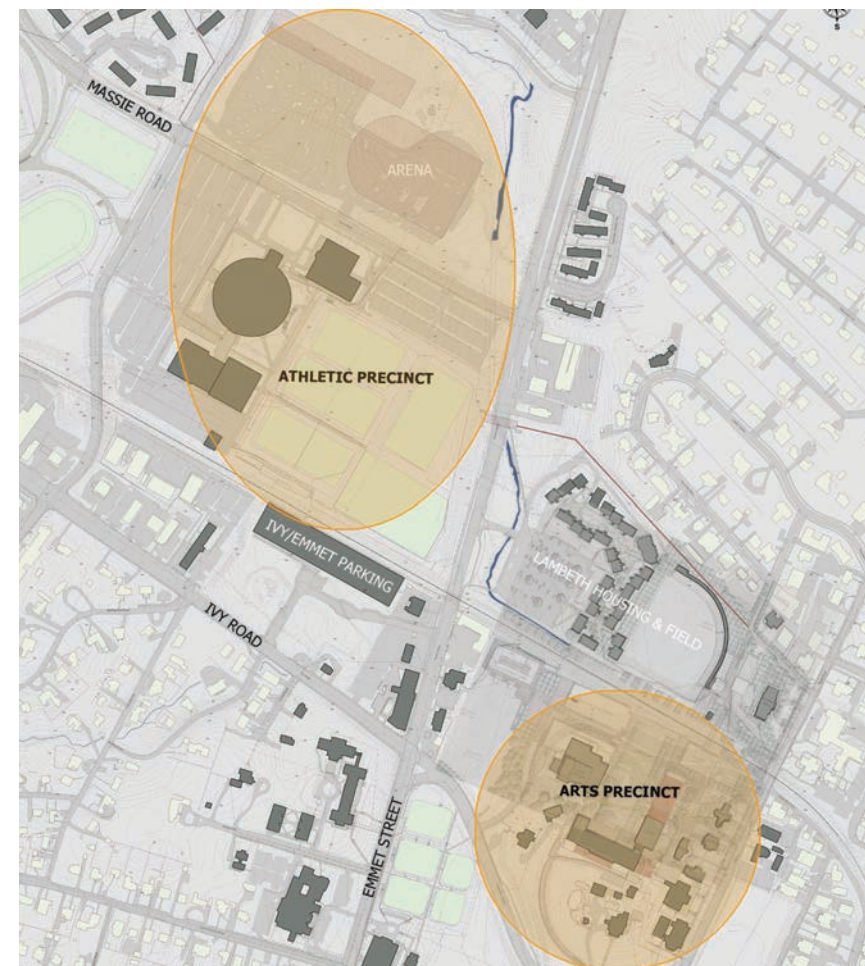 S
MASSIE ROAD
ARENA
ATHLETIC PRECINCT
IVY/EMMET PARKING
LAMBETH HOUSING & FIELD
IVY ROAD
ARTS PRECINCT
EMMET STREET